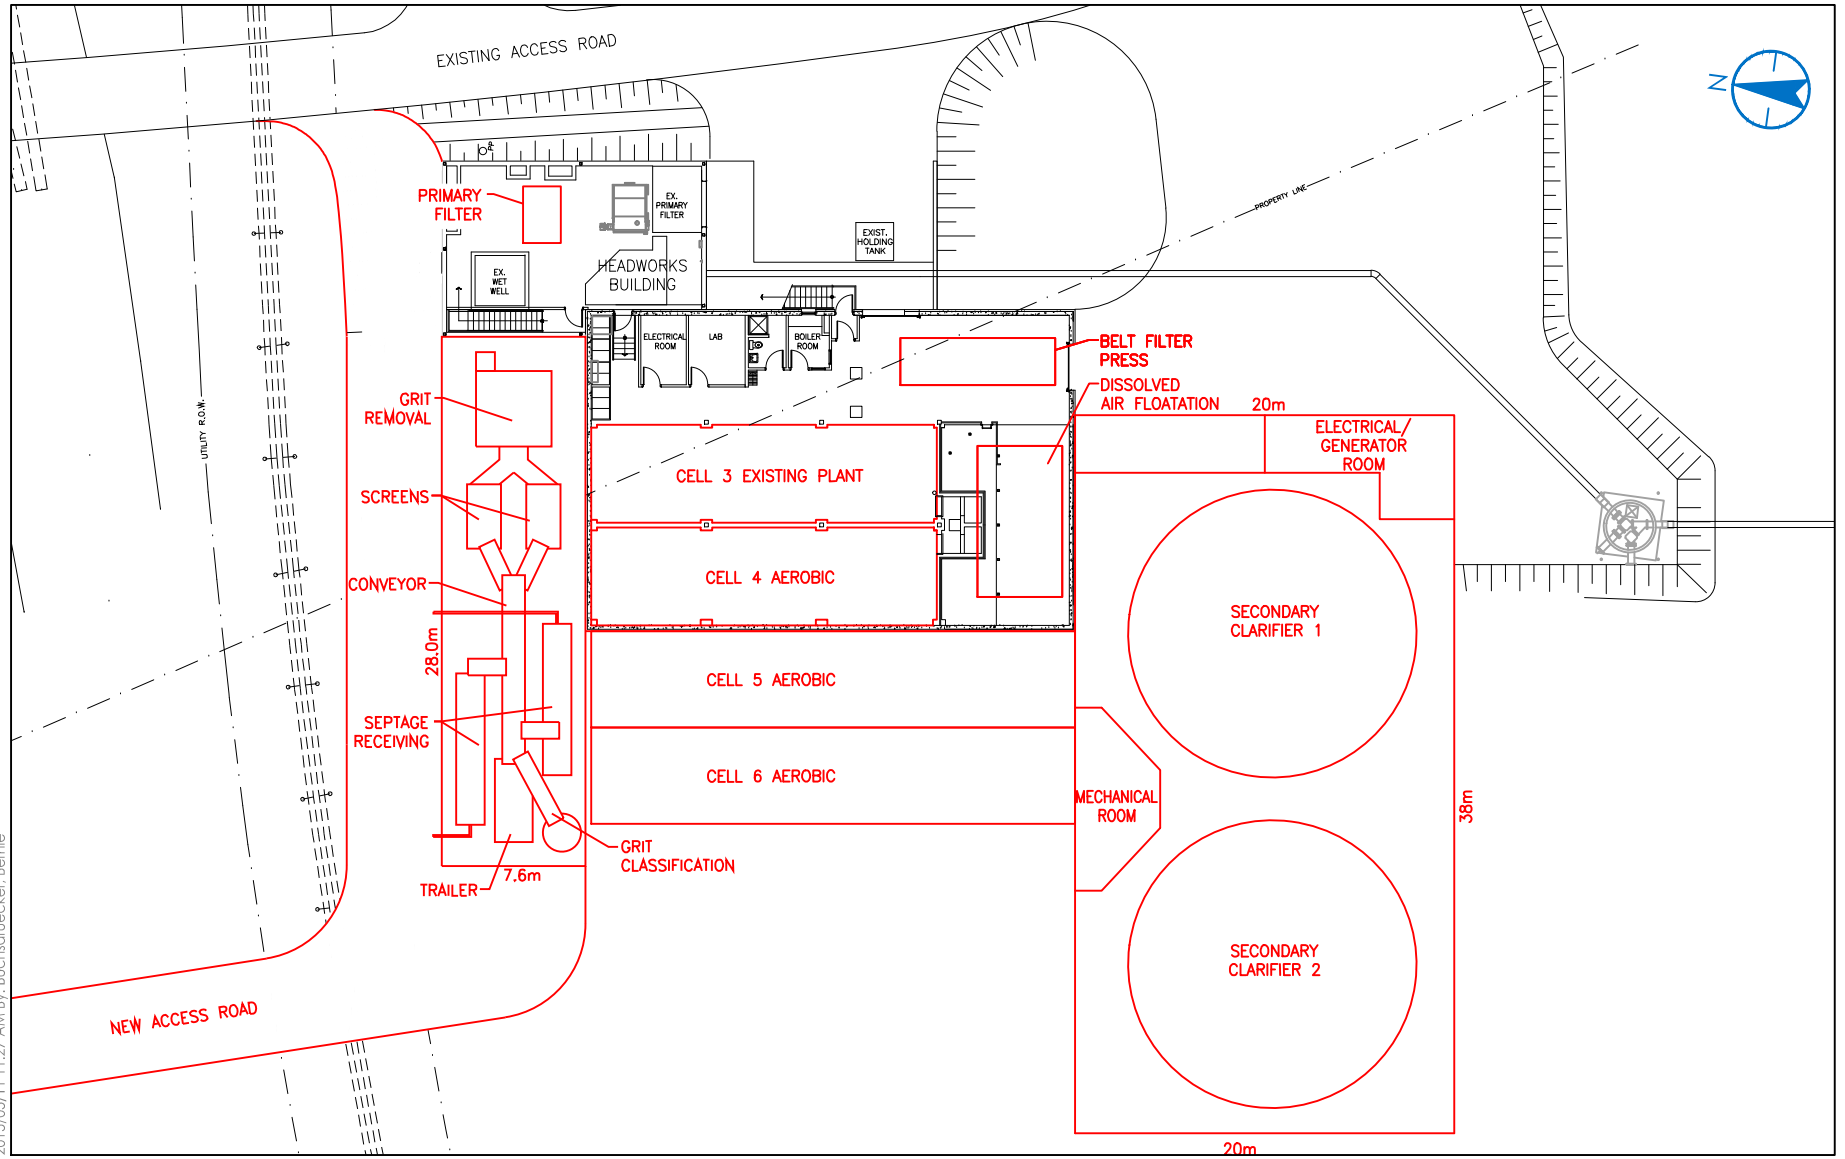 EXISTING ACCESS ROAD
N
PRIMARY
FILTER
EX.
PRIMARY
FILTER
PROPERTY LINE
EXIST.
HOLDING
TANK
EX.
WET
WELL
HEADWORKS
BUILDING
ELECTRICAL
ROOM
LAB
BOILER
ROOM
BELT FILTER
PRESS
DISSOLVED
AIR FLOATATION
20m
GRIT
REMOVAL
UTILITY R.O.W.
ELECTRICAL/
GENERATOR
ROOM
CELL 3 EXISTING PLANT
SCREENS
CONVEYOR
CELL 4 AEROBIC
SECONDARY
CLARIFIER 1
28.0m
CELL 5 AEROBIC
SEPTAGE
RECEIVING
CELL 6 AEROBIC
MECHANICAL
ROOM
38m
GRIT
CLASSIFICATION
7.6m
TRAILER
SECONDARY
CLARIFIER 2
NEW ACCESS ROAD
20m